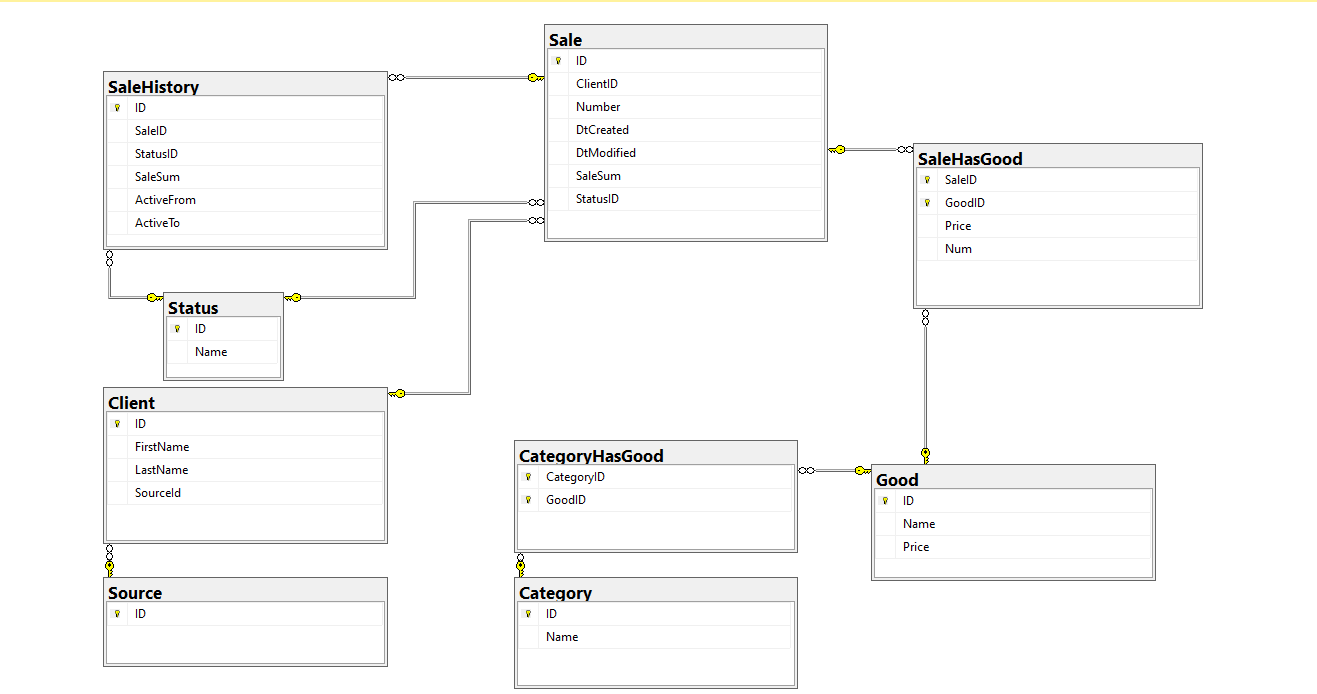 Sale
ID
ClientID
Number
DtCreated
DtModified
SaleSum
StatusID
SaleHistory
ID
SaleID
StatusID
SaleSum
ActiveFrom
ActiveTo
SaleHasGood
SaleID
GoodID
Price
Num
Status
ID
Name
Client
ID
FirstName
LastName
SourceId
CategoryHasGood
CategoryID
GoodID
Good
ID
Name
Price
Source
ID
Category
ID
Name